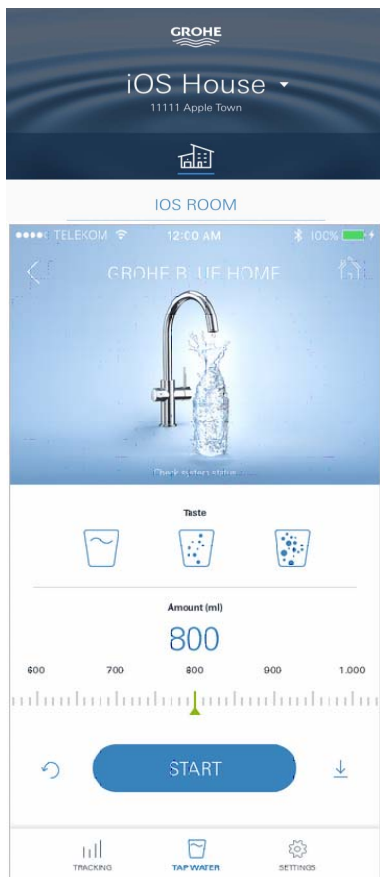 GROHE
iOS House
11111 Apple Town
IOS ROOM
TELEKOM 12:00 AM 100%
GROHE BLUE HOME
Check system status
Taste
Amount (ml)
800
600 700 800 900 1.000
START
TRACKING TAP WATER SETTINGS